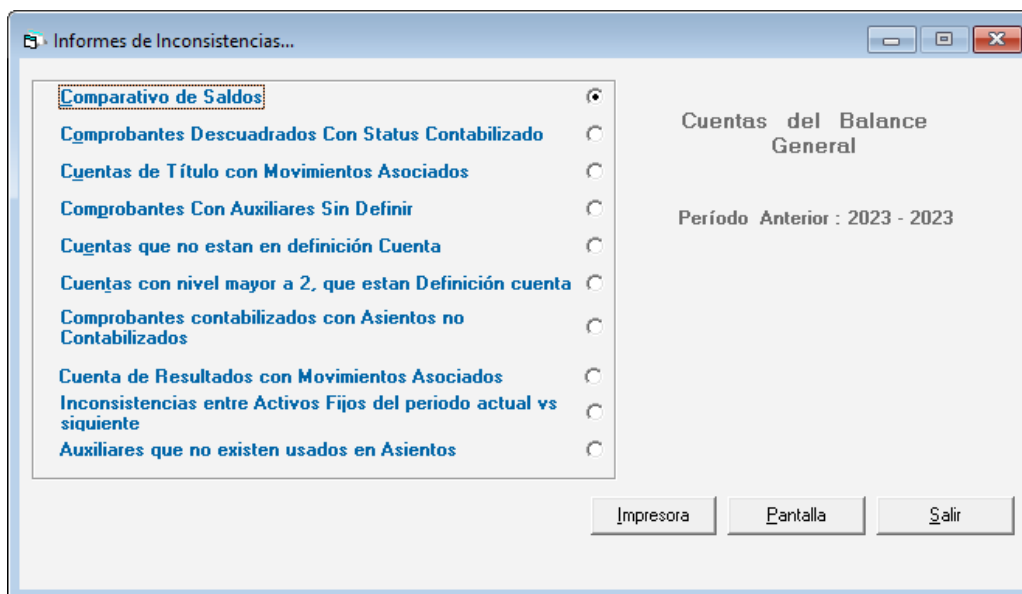 Informes de Inconsistencias...
Comparativo de Saldos
Comprobantes Descuadrados Con Status Contabilizado
Cuentas de Título con Movimientos Asociados
Comprobantes Con Auxiliares Sin Definir
Cuentas que no estan en definición Cuenta
Cuentas con nivel mayor a 2, que estan Definición cuenta
Comprobantes contabilizados con Asientos no
Contabilizados
Cuenta de Resultados con Movimientos Asociados
Inconsistencias entre Activos Fijos del periodo actual vs
siguiente
Auxiliares que no existen usados en Asientos
Cuentas del Balance
General
Período Anterior : 2023 - 2023
Impresora
Pantalla
Salir